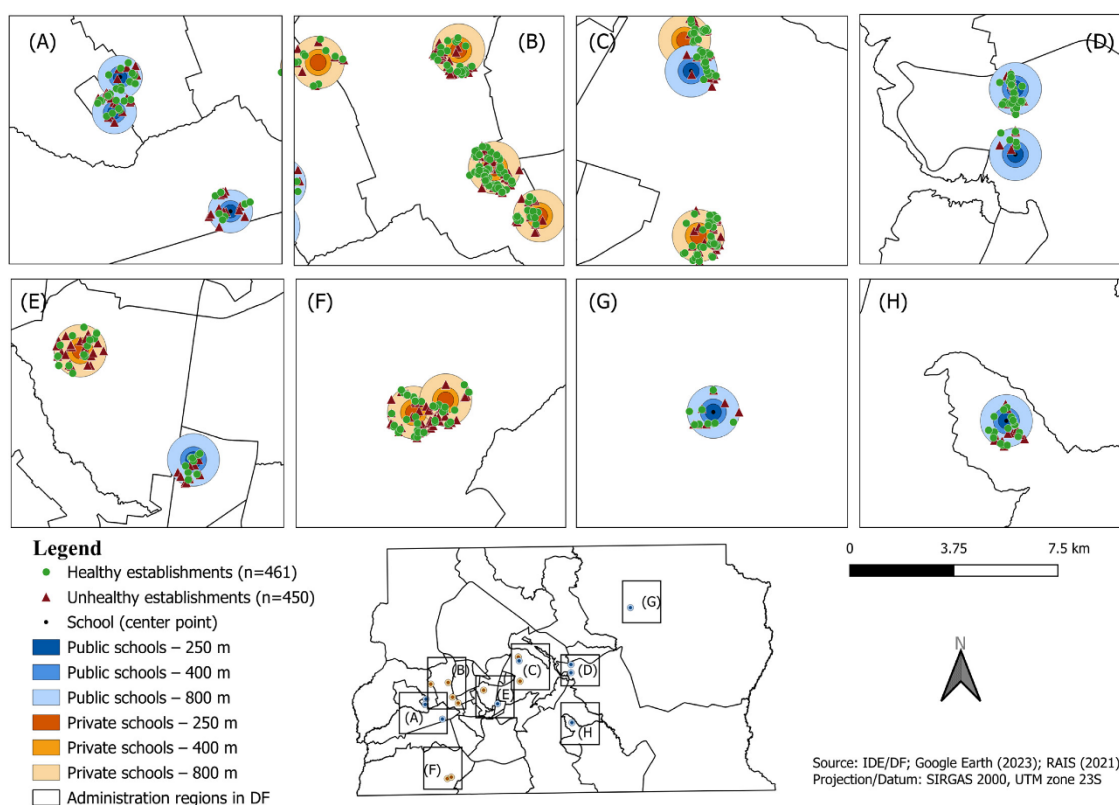 (A)
(B)
(C)
(D)
(E)
(F)
(G)
(H)
Legend
Healthy establishments (n=461)
Unhealthy establishments (n=450)
School (center point)
Public schools – 250 m
Public schools – 400 m
Public schools – 800 m
Private schools – 250 m
Private schools – 400 m
Private schools – 800 m
Administration regions in DF
(G)
(B)
(C)
(D)
(E)
(A)
(H)
(F)
0 3.75 7.5 km
N
Source: IDE/DF; Google Earth (2023); RAIS (2021)
Projection/Datum: SIRGAS 2000, UTM zone 23S